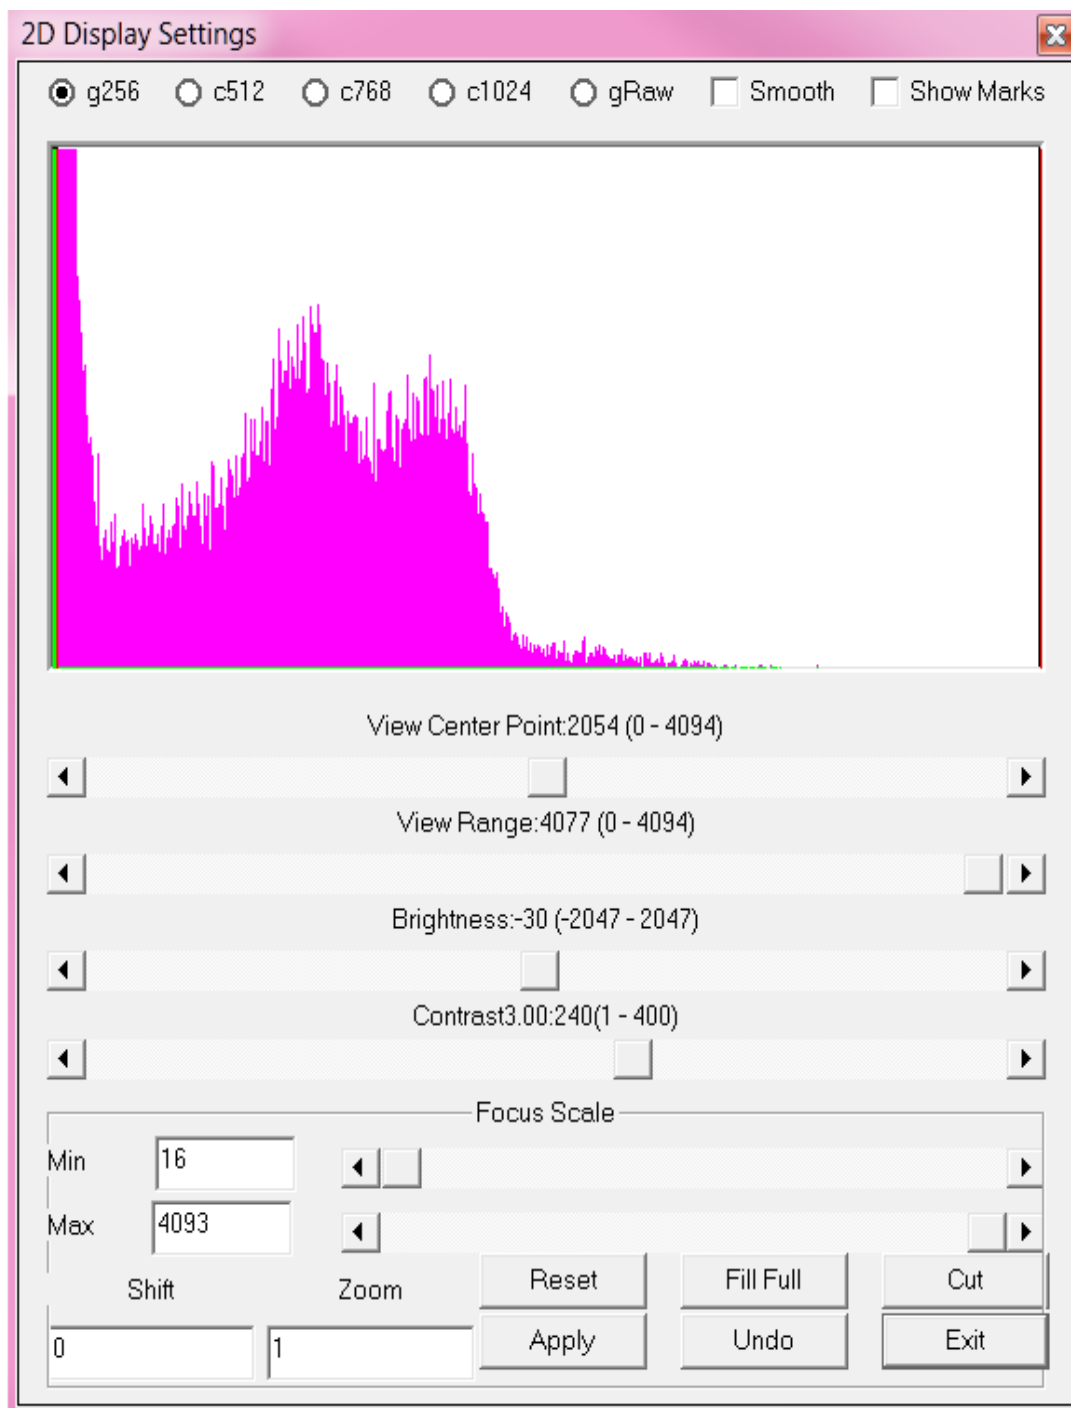 2D Display Settings
g256 c512 c768 c1024 gRaw Smooth Show Marks
View Center Point:2054 (0 - 4094)
View Range:4077 (0 - 4094)
Brightness:-30 (-2047 - 2047)
Contrast3.00:240(1 - 400)
Focus Scale
Min 16
Max 4093
Shift Zoom Reset Fill Full Cut
0 1 Apply Undo Exit